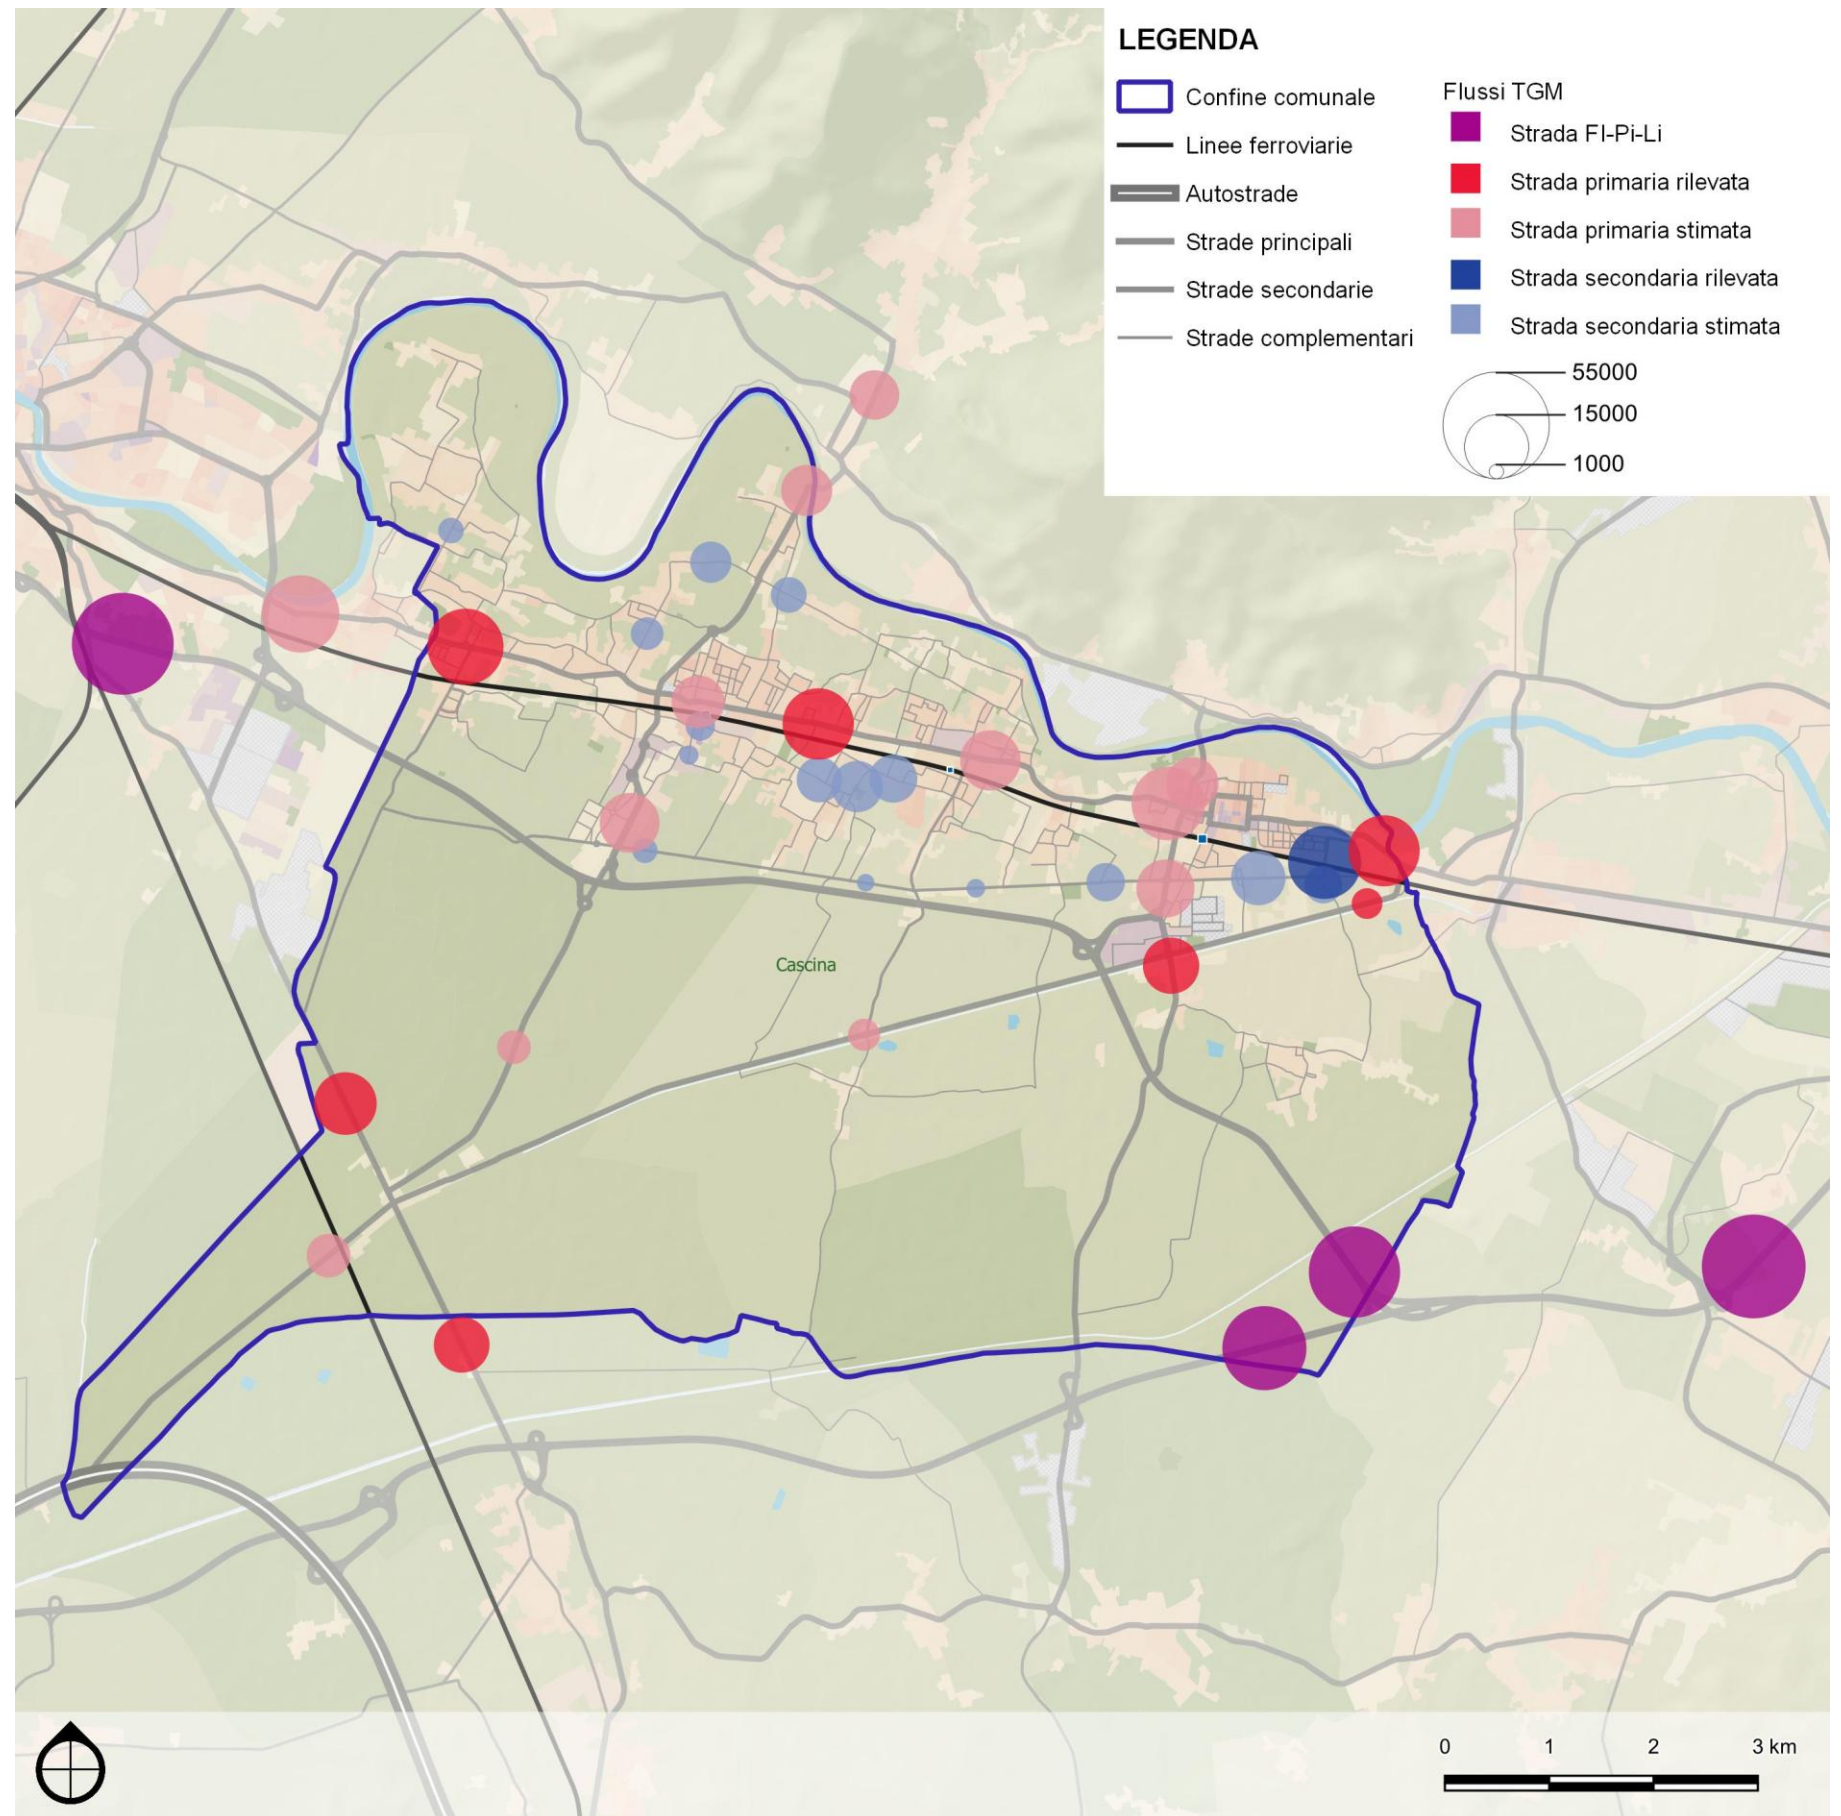 LEGENDA
Confine comunale
Linee ferroviarie
Autostrade
Strade principali
Strade secondarie
Strade complementari
Flussi TGM
Strada FI-Pi-Li
Strada primaria rilevata
Strada primaria stimata
Strada secondaria rilevata
Strada secondaria stimata
55000
15000
1000
Cascina
0 1 2 3 km